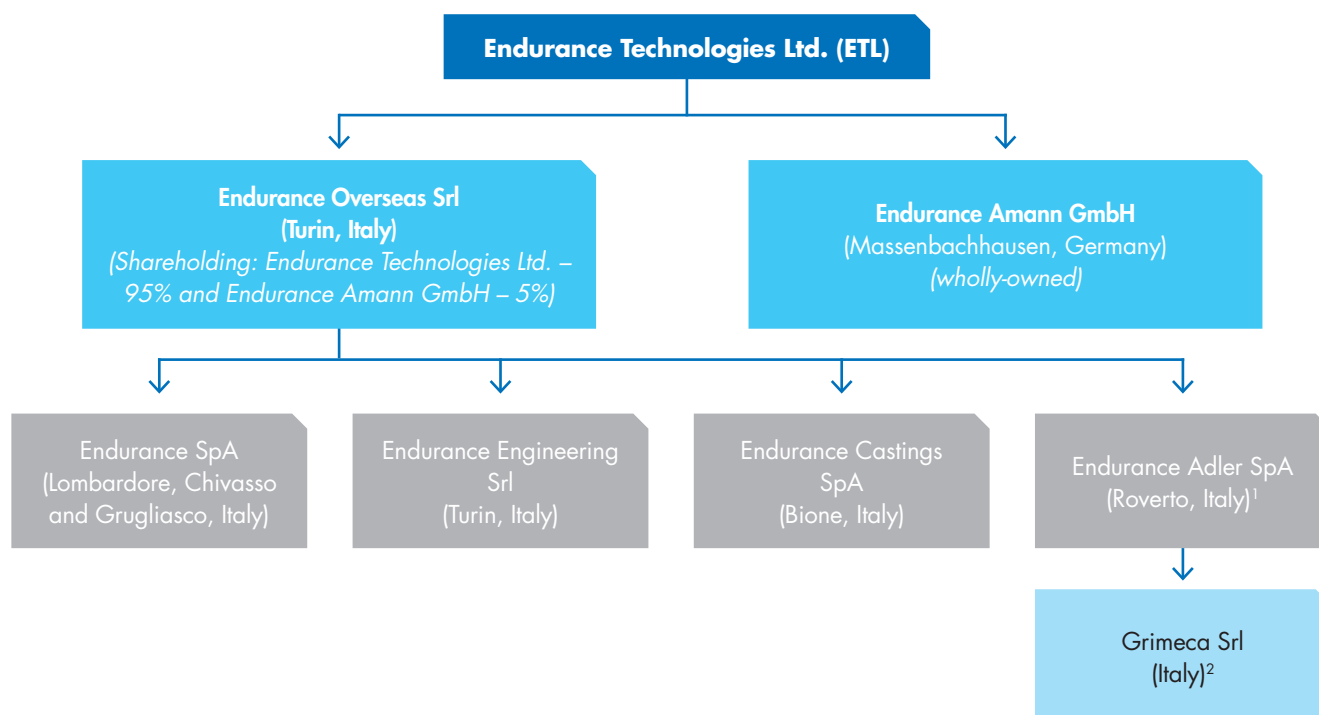 Endurance Technologies Ltd. (ETL)
Endurance Overseas Srl
(Turin, Italy)
(Shareholding: Endurance Technologies Ltd. –
95% and Endurance Amann GmbH – 5%)
Endurance Amann GmbH
(Massenbachhausen, Germany)
(wholly-owned)
Endurance SpA
(Lombardore, Chivasso
and Grugliasco, Italy)
Endurance Engineering
Srl
(Turin, Italy)
Endurance Castings
SpA
(Bione, Italy)
Endurance Adler SpA
(Roverto, Italy)¹
Grimeca Srl
(Italy)²